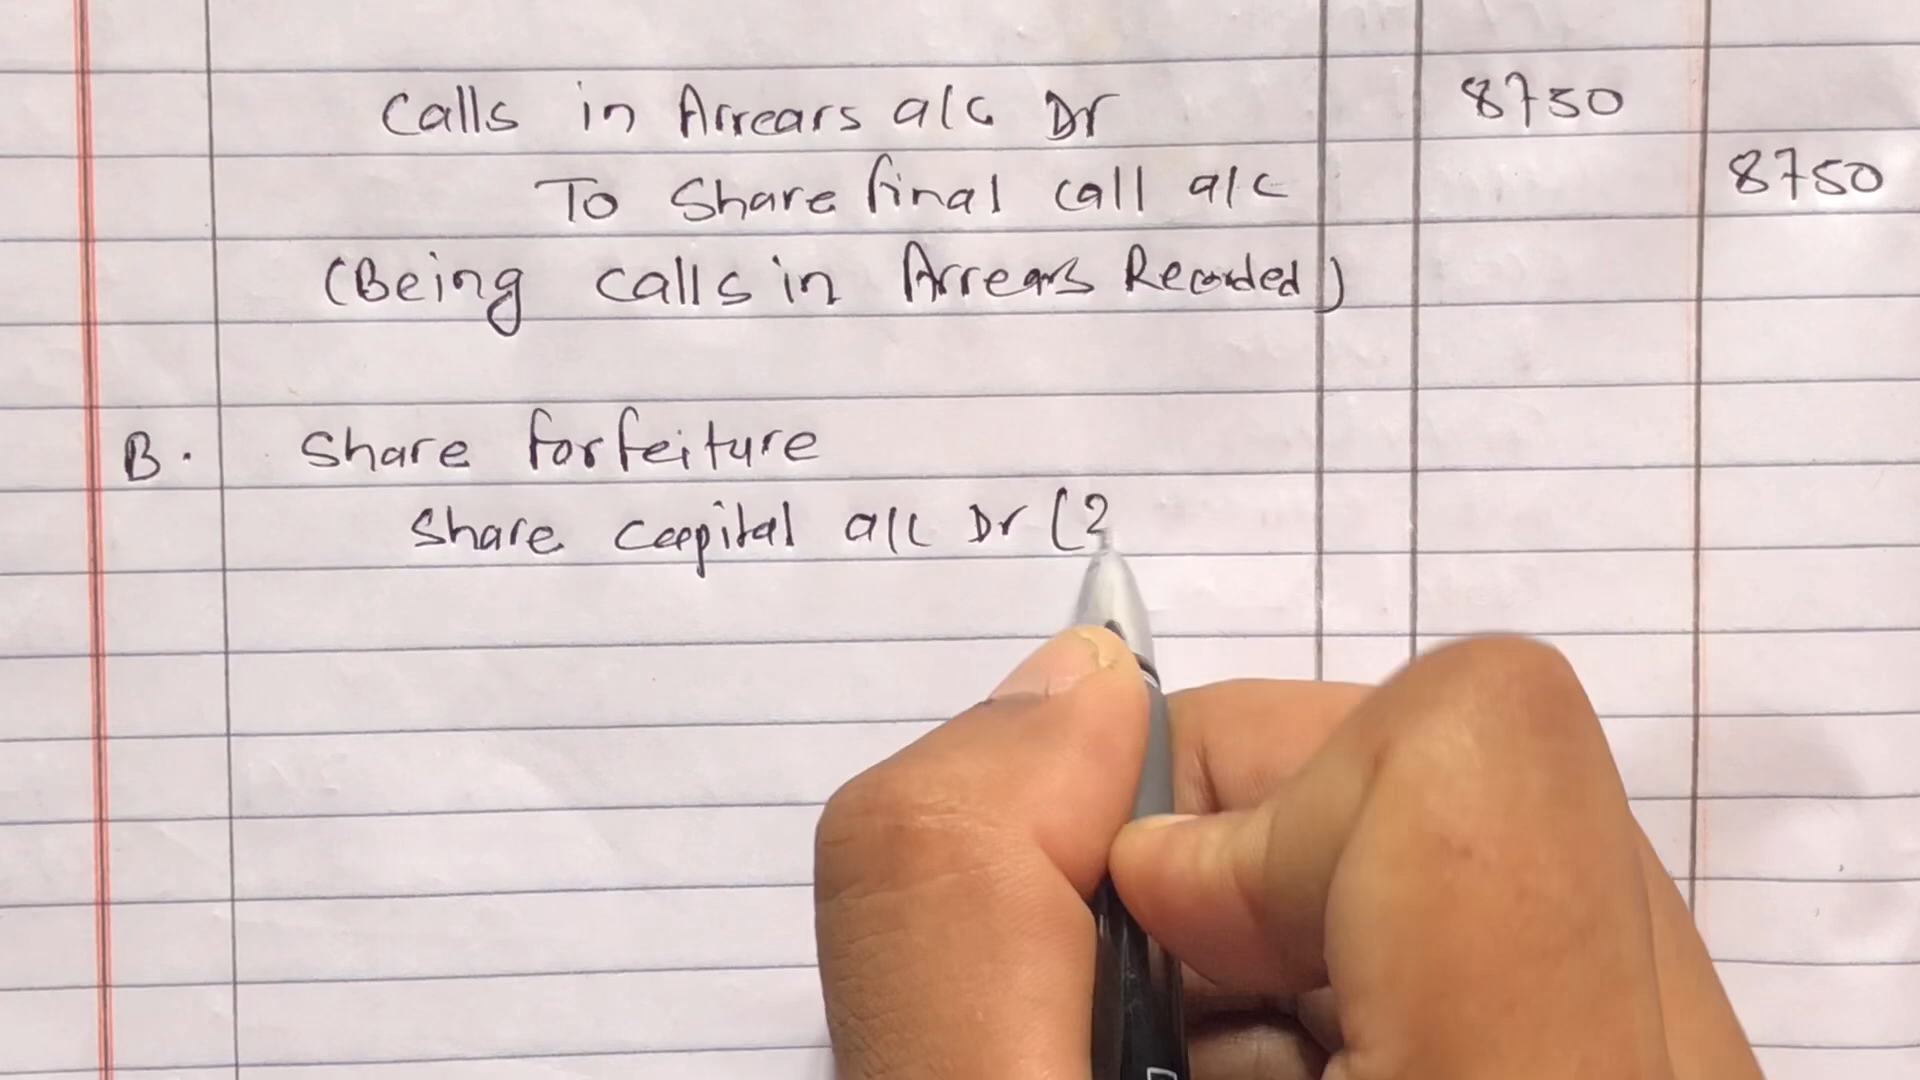 Calls in Arrears a/c Dr 8750
To Share final call a/c 8750
(Being calls in Arrears Recorded)
B. Share forfeiture
Share capital a/c Dr (2